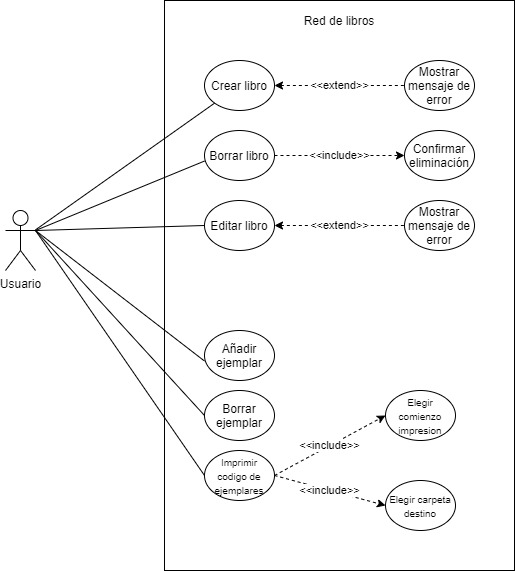 Red de libros
Crear libro
<<extend>>
Mostrar
mensaje de
error
Borrar libro
<<include>>
Confirmar
eliminación
Editar libro
<<extend>>
Mostrar
mensaje de
error
Usuario
Añadir
ejemplar
Borrar
ejemplar
Elegir
comienzo
impresion
<<include>>
Imprimir
codigo de
ejemplares
<<include>>
Elegir carpeta
destino